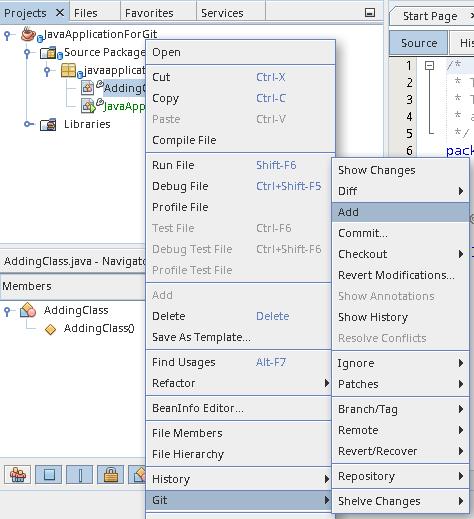 Projects
Files
Favorites
Services
JavaApplicationForGit
Source Package
javaapplicat
AddingC
JavaAp
Libraries
AddingClass.java - Navigato
Members
AddingClass
AddingClass()
Open
Cut Ctrl-X
Copy Ctrl-C
Paste Ctrl-V
Compile File
Run File Shift-F6
Debug File Ctrl+Shift-F5
Profile File
Test File Ctrl-F6
Debug Test File Ctrl+Shift-F6
Profile Test File
Add
Delete Delete
Save As Template...
Find Usages Alt-F7
Refactor
BeanInfo Editor...
File Members
File Hierarchy
History
Git
Show Changes
Diff
Add
Commit...
Checkout
Revert Modifications...
Show Annotations
Show History
Resolve Conflicts
Ignore
Patches
Branch/Tag
Remote
Revert/Recover
Repository
Shelve Changes
Start Page
Source
His
1 /*
2 * T
3 * T
4 * a
5 */
6 pack